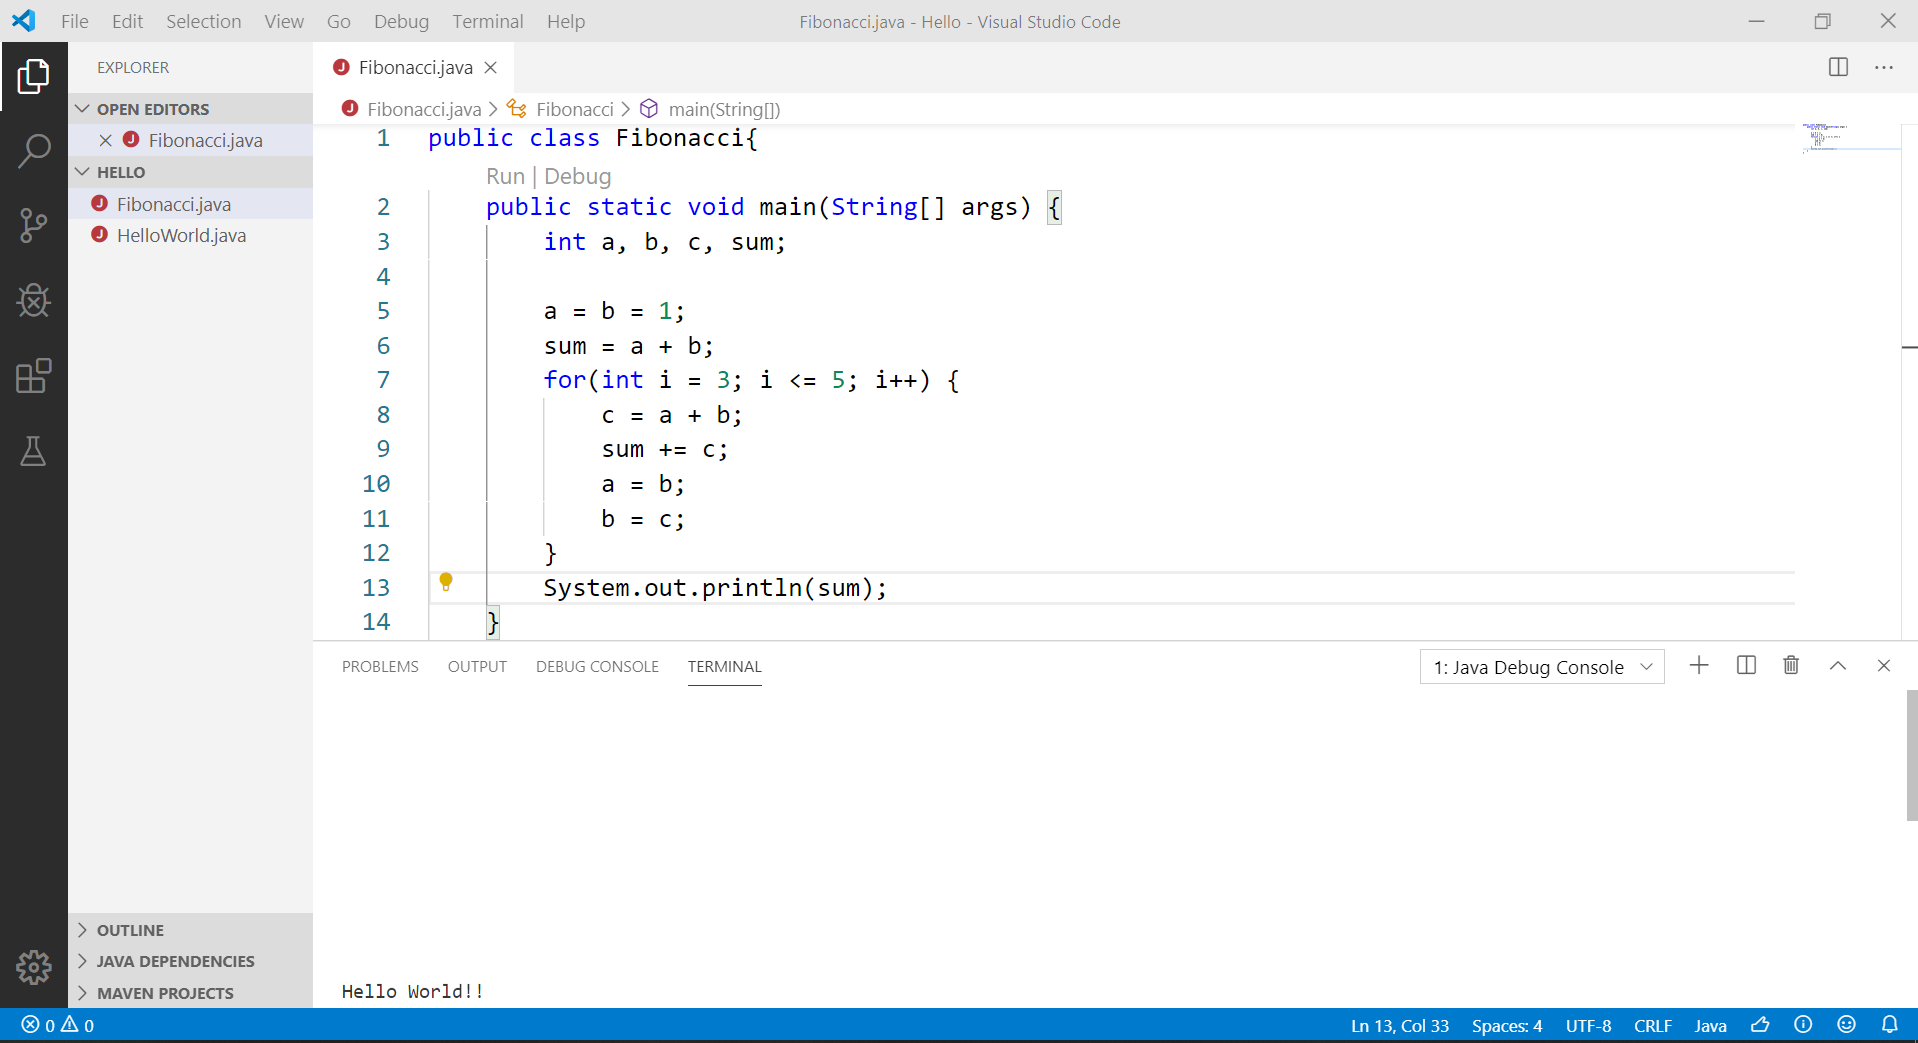 File Edit Selection View Go Debug Terminal Help Fibonacci.java - Hello - Visual Studio Code
EXPLORER
OPEN EDITORS
Fibonacci.java
HELLO
Fibonacci.java
HelloWorld.java
OUTLINE
JAVA DEPENDENCIES
MAVEN PROJECTS
Fibonacci.java
Fibonacci.java > Fibonacci > main(String[])
1 public class Fibonacci{
Run | Debug
2 public static void main(String[] args) {
3 int a, b, c, sum;
4
5 a = b = 1;
6 sum = a + b;
7 for(int i = 3; i <= 5; i++) {
8 c = a + b;
9 sum += c;
10 a = b;
11 b = c;
12 }
13 System.out.println(sum);
14 }
PROBLEMS OUTPUT DEBUG CONSOLE TERMINAL 1: Java Debug Console
Hello World!!
0 0 Ln 13, Col 33 Spaces: 4 UTF-8 CRLF Java